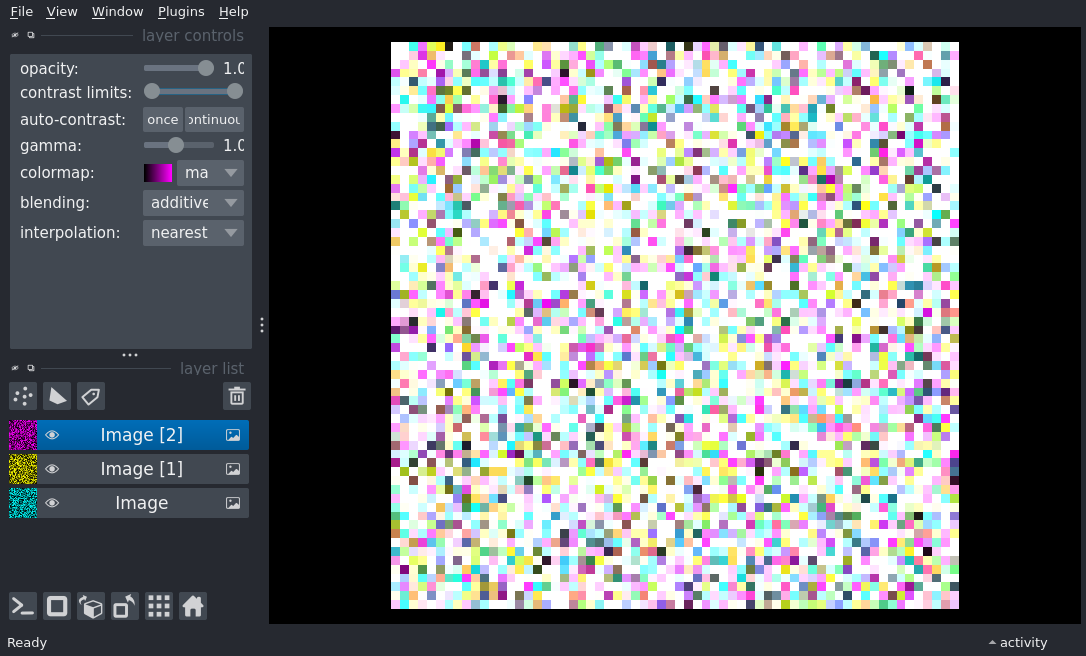 File View Window Plugins Help
layer controls
opacity: 1.0
contrast limits:
auto-contrast: once ontinuou
gamma: 1.0
colormap: ma
blending: additive
interpolation: nearest
layer list
Image [2]
Image [1]
Image
Ready activity